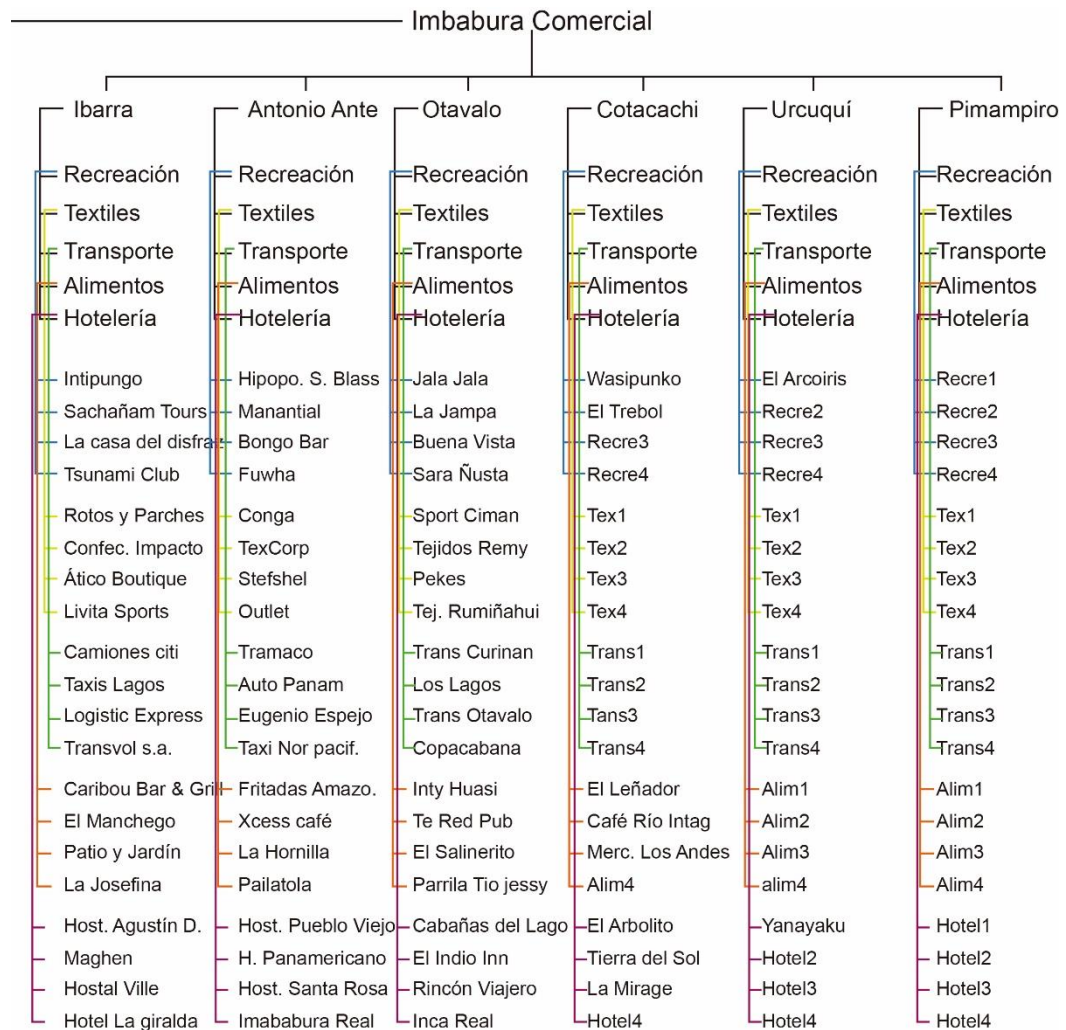 Imbabura Comercial
Ibarra
Antonio Ante
Otavalo
Cotacachi
Urcuquí
Pimampiro
Recreación
Recreación
Recreación
Recreación
Recreación
Recreación
Textiles
Textiles
Textiles
Textiles
Textiles
Textiles
Transporte
Transporte
Transporte
Transporte
Transporte
Transporte
Alimentos
Alimentos
Alimentos
Alimentos
Alimentos
Alimentos
Hotelería
Hotelería
Hotelería
Hotelería
Hotelería
Hotelería
Intipungo
Hipopo. S. Blass
Jala Jala
Wasipunko
El Arcoiris
Recre1
Sachañam Tours
Manantial
La Jampa
El Trebol
Recre2
Recre2
La casa del disfraz
Bongo Bar
Buena Vista
Recre3
Recre3
Recre3
Tsunami Club
Fuwha
Sara Ñusta
Recre4
Recre4
Recre4
Rotos y Parches
Conga
Sport Ciman
Tex1
Tex1
Tex1
Confec. Impacto
TexCorp
Tejidos Remy
Tex2
Tex2
Tex2
Ático Boutique
Stefshel
Pekes
Tex3
Tex3
Tex3
Livita Sports
Outlet
Tej. Rumiñahui
Tex4
Tex4
Tex4
Camiones citi
Tramaco
Trans Curinan
Trans1
Trans1
Trans1
Taxis Lagos
Auto Panam
Los Lagos
Trans2
Trans2
Trans2
Logistic Express
Eugenio Espejo
Trans Otavalo
Tans3
Trans3
Trans3
Transvol s.a.
Taxi Nor pacif.
Copacabana
Trans4
Trans4
Trans4
Caribou Bar & Grill
Fritadas Amazo.
Inty Huasi
El Leñador
Alim1
Alim1
El Manchego
Xcess café
Te Red Pub
Café Río Intag
Alim2
Alim2
Patio y Jardín
La Hornilla
El Salinerito
Merc. Los Andes
Alim3
Alim3
La Josefina
Pailatola
Parrila Tio jessy
Alim4
alim4
Alim4
Host. Agustín D.
Host. Pueblo Viejo
Cabañas del Lago
El Arbolito
Yanayaku
Hotel1
Maghen
H. Panamericano
El Indio Inn
Tierra del Sol
Hotel2
Hotel2
Hostal Ville
Host. Santa Rosa
Rincón Viajero
La Mirage
Hotel3
Hotel3
Hotel La giralda
Imababura Real
Inca Real
Hotel4
Hotel4
Hotel4